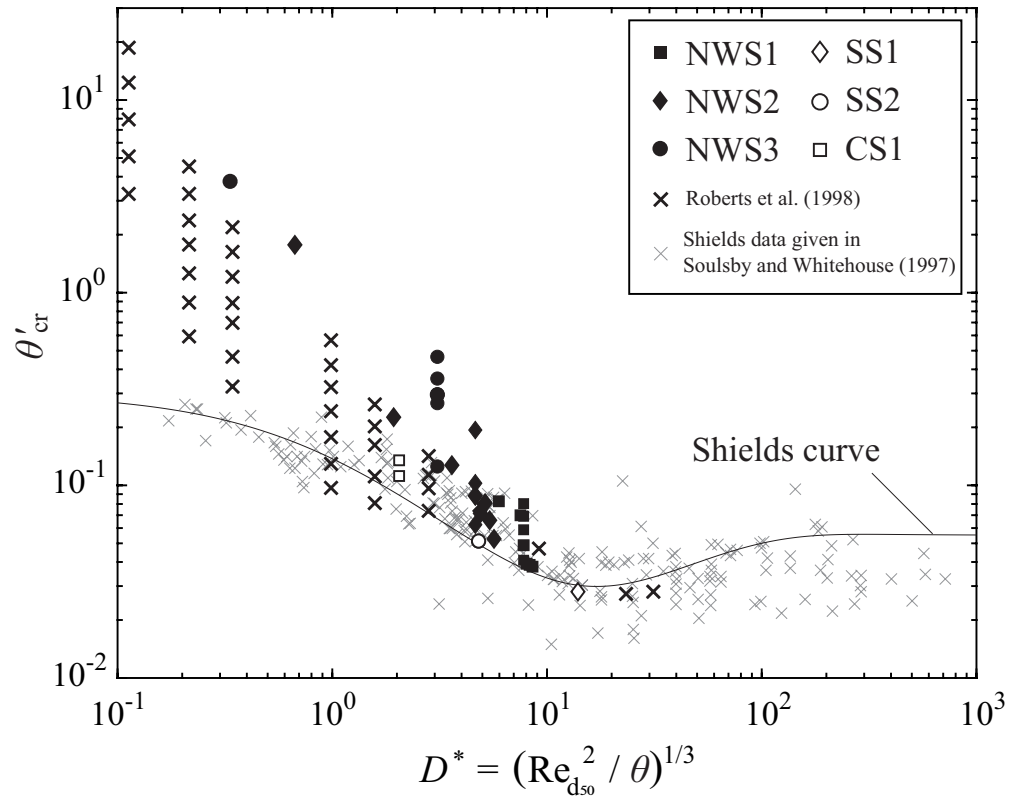 10^1
10^0
10^-1
10^-2
θ′_cr
NWS1
SS1
NWS2
SS2
NWS3
CS1
Roberts et al. (1998)
Shields data given in
Soulsby and Whitehouse (1997)
Shields curve
10^-1
10^0
10^1
10^2
10^3
D^* = (Re_d50^2 / θ)^1/3